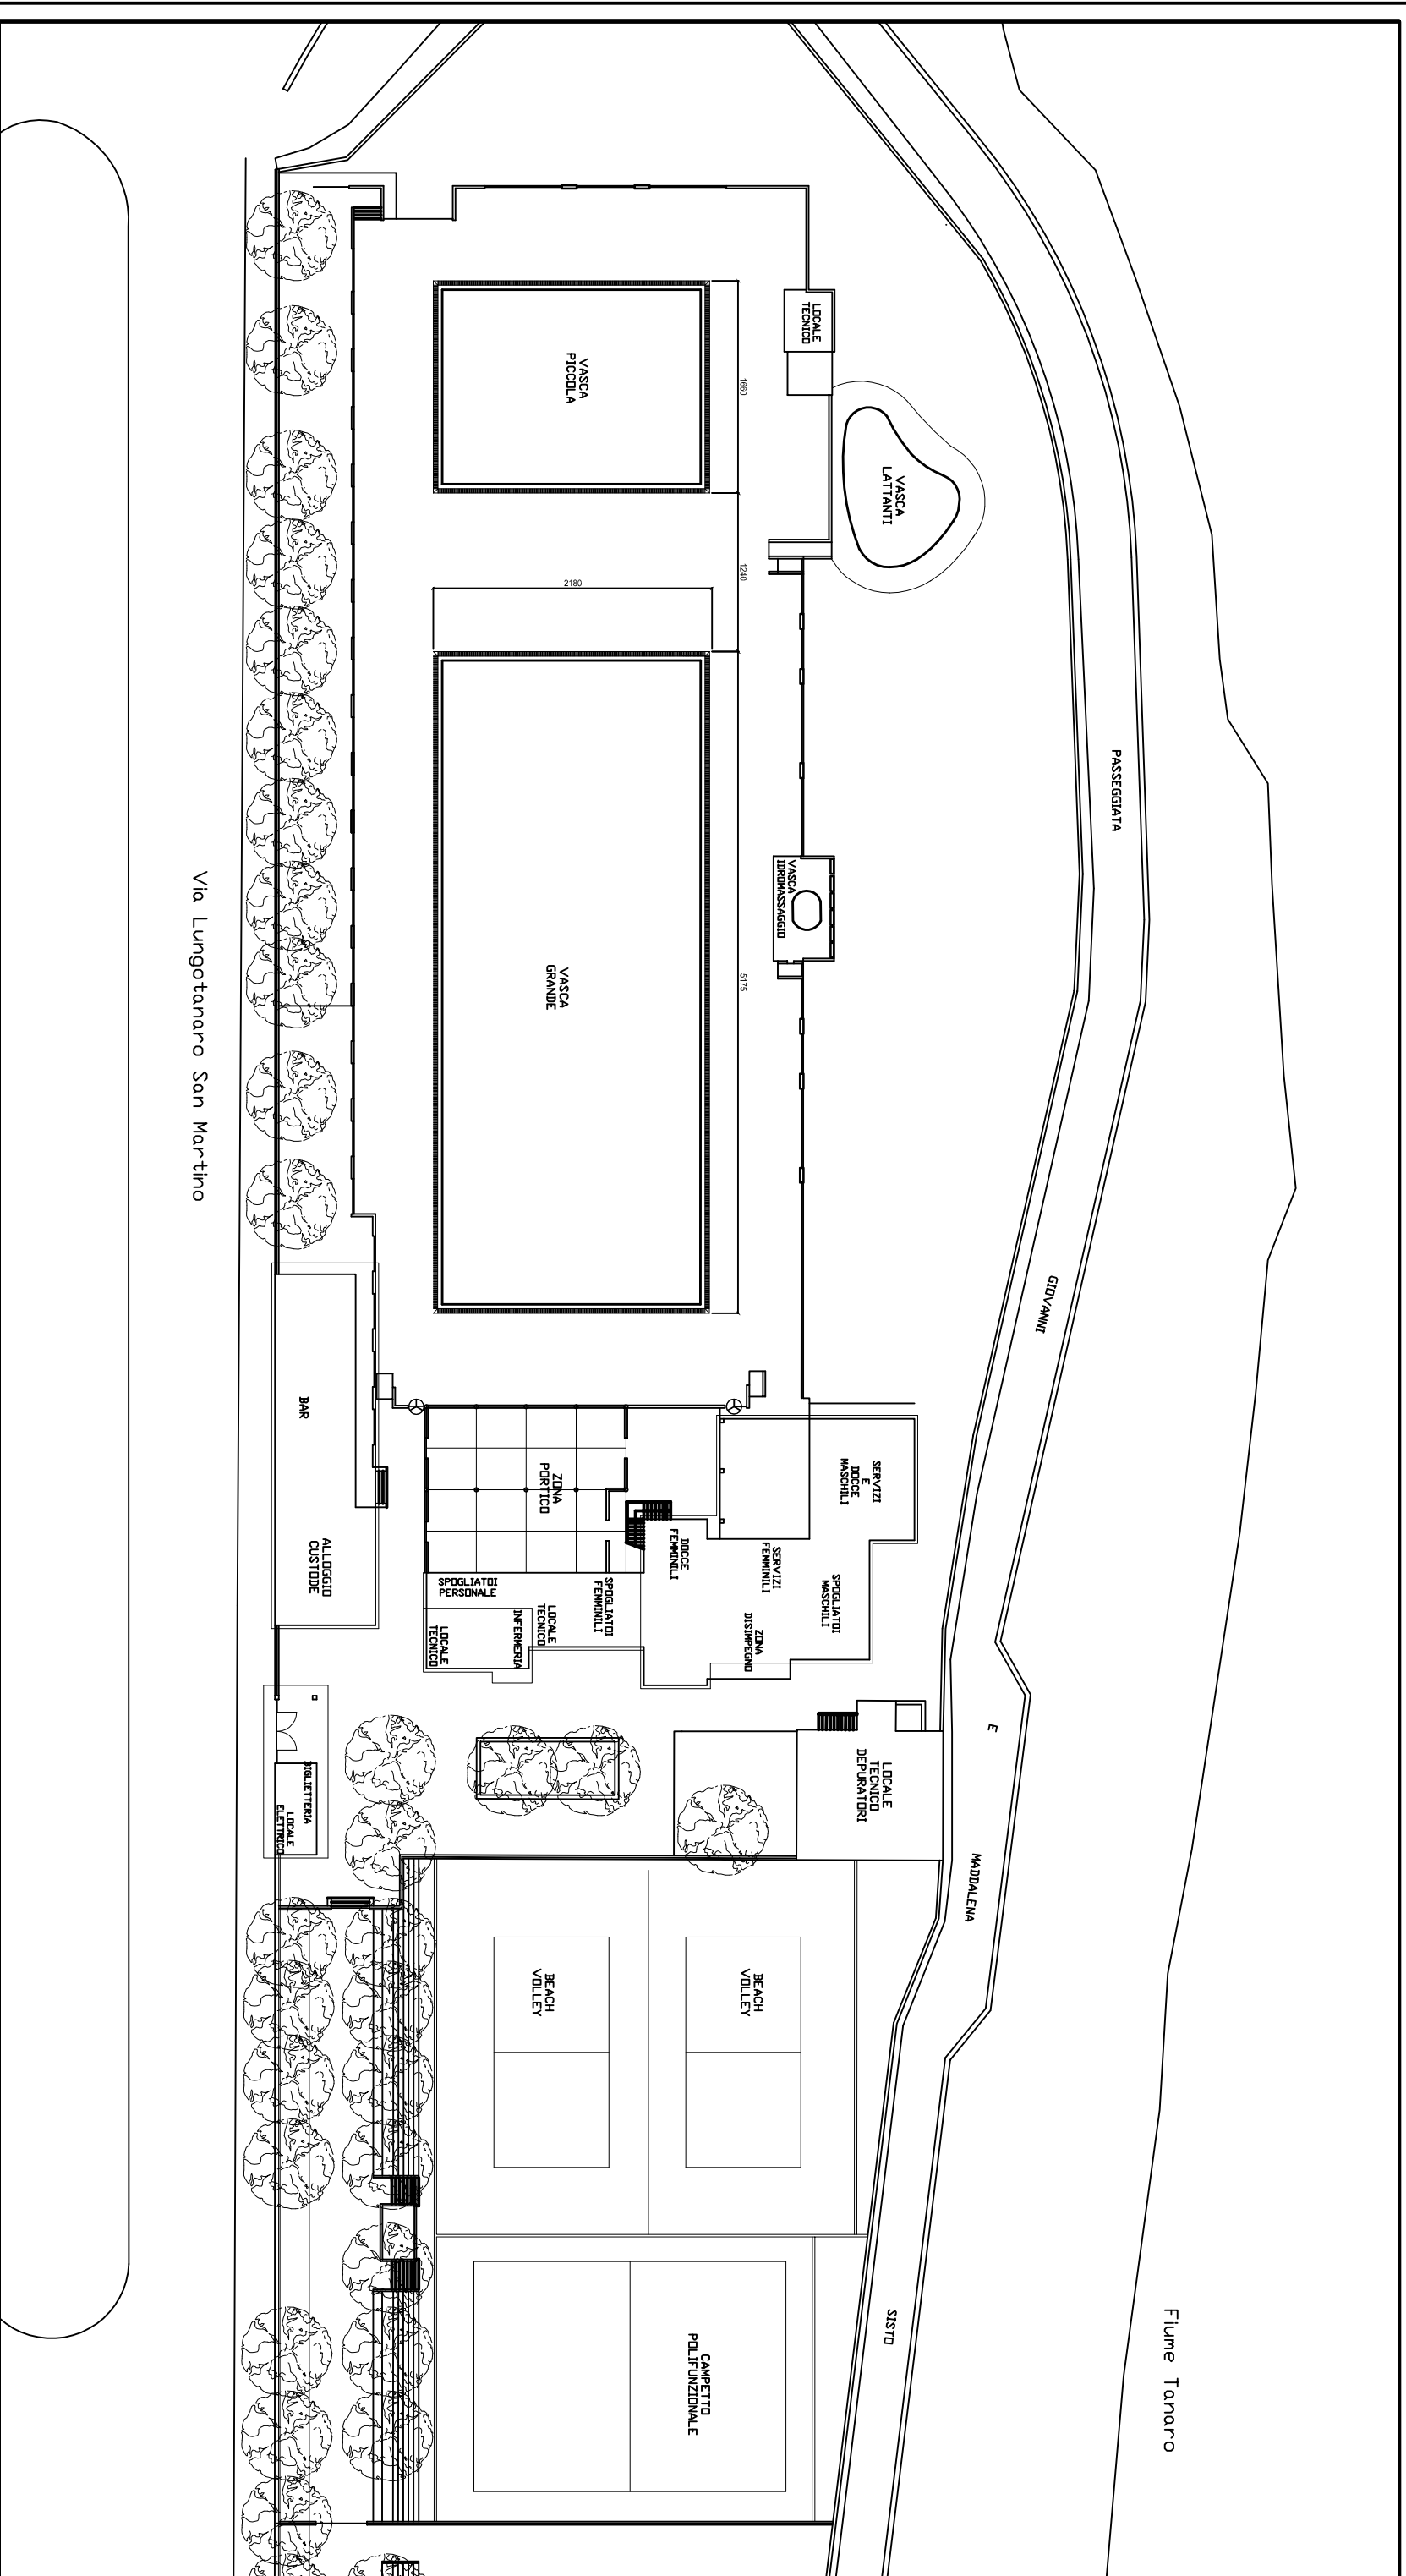 LOCALE
TECNICO
VASCA
PICCOLA
1660
VASCA
LATTANTI
1240
2180
PASSEGGIATA
VASCA
IDROMASSAGGIO
VASCA
GRANDE
5175
Via Lungotanaro San Martino
GIOVANNI
BAR
ZONA
PORTICO
SERVIZI
E
DOCCE
MASCHILI
DOCCE
FEMMINILI
SERVIZI
FEMMINILI
ALLOGGIO
CUSTODE
SPOGLIATOI
PERSONALE
SPOGLIATOI
FEMMINILI
SPOGLIATOI
MASCHILI
LOCALE
TECNICO
INFERMERIA
LOCALE
TECNICO
ZONA
DISIMPEGNO
E
LOCALE
TECNICO
DEPURATORI
BIGLIETTERIA
LOCALE
ELETTRICO
MADDALENA
BEACH
VOLLEY
BEACH
VOLLEY
SISTO
Fiume Tanaro
CAMPETTO
POLIFUNZIONALE